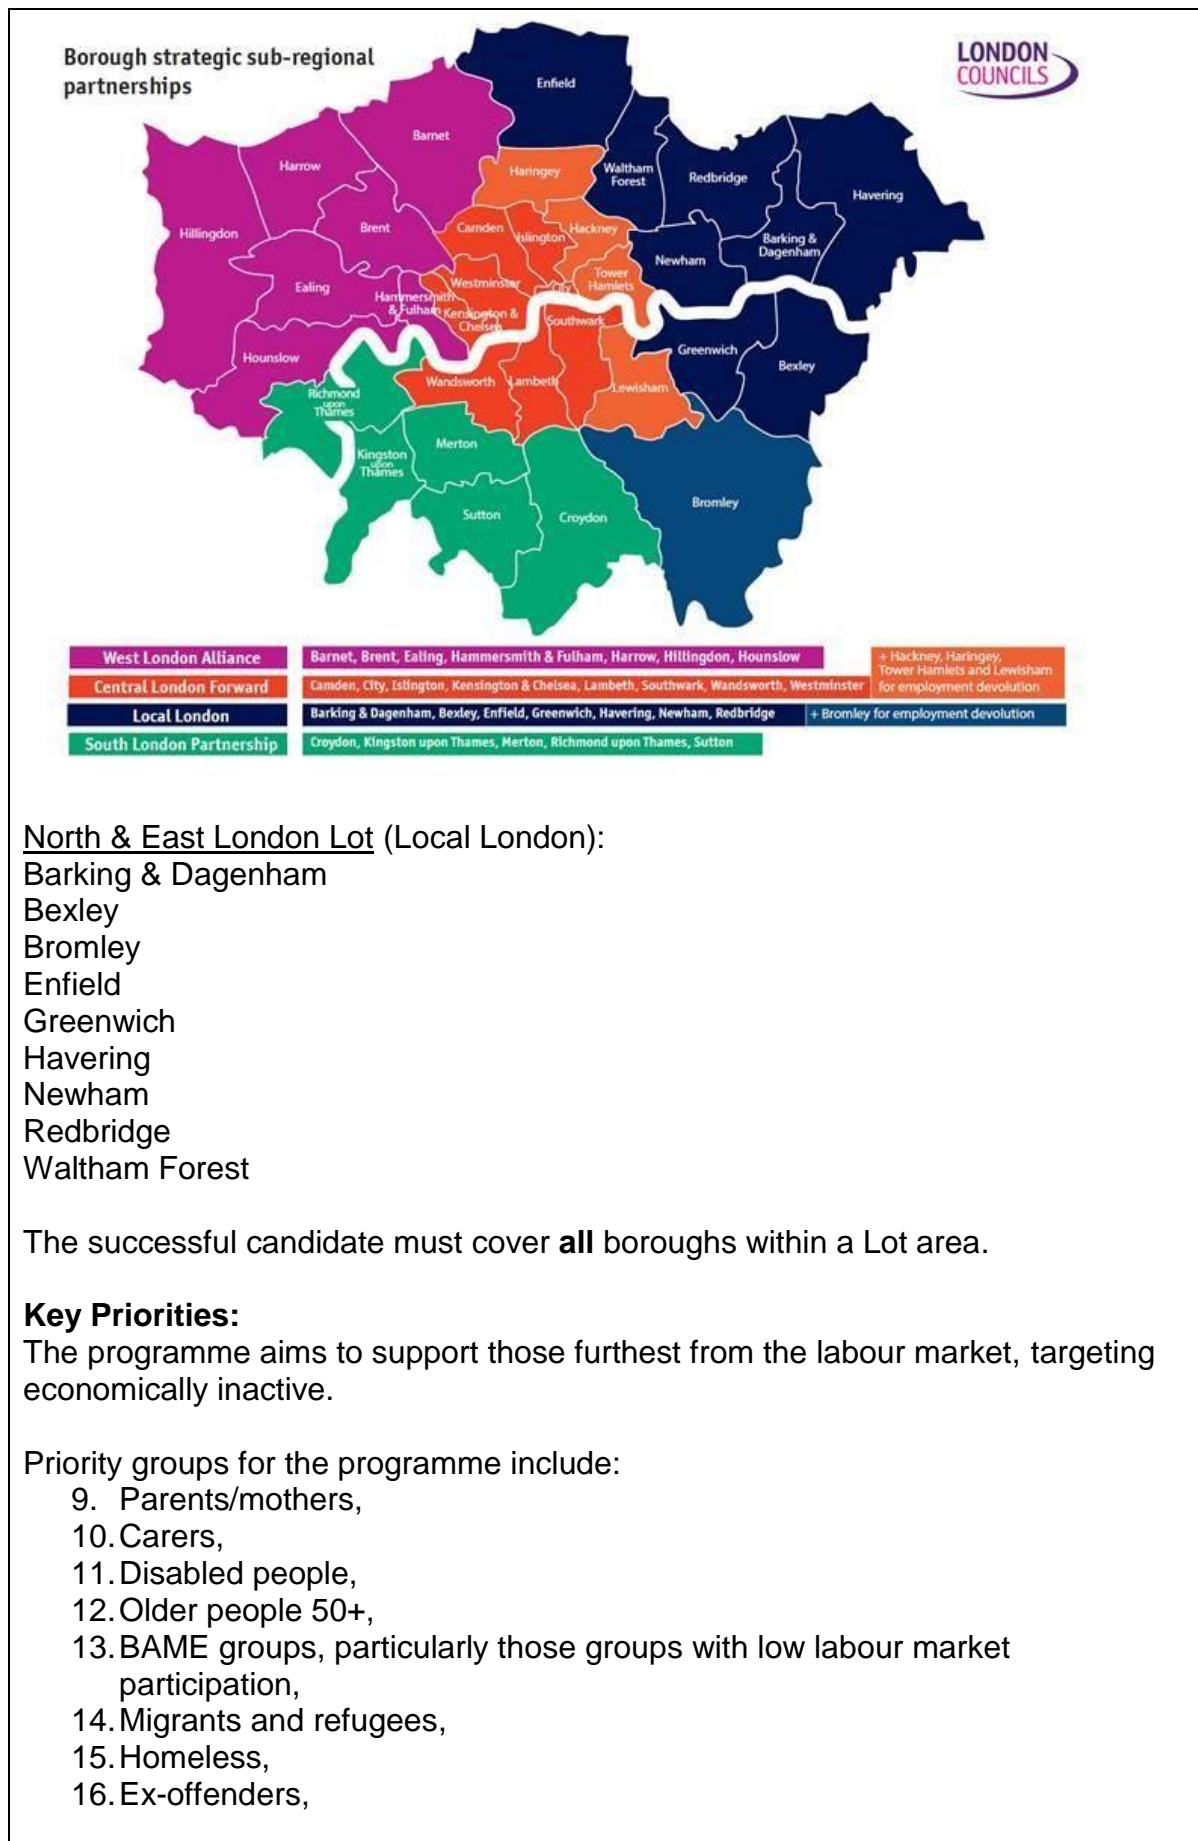 Borough strategic sub-regional
partnerships
LONDON
COUNCILS
Enfield
Barnet
Harrow
Haringey
Waltham
Forest
Redbridge
Havering
Hillingdon
Brent
Camden
Islington
Hackney
Barking &
Dagenham
Newham
Ealing
Westminster
City
Tower
Hamlets
Hammersmith
& Fulham
Kensington &
Chelsea
Southwark
Hounslow
Greenwich
Bexley
Richmond
upon
Thames
Wandsworth
Lambeth
Lewisham
Kingston
upon
Thames
Merton
Bromley
Sutton
Croydon
West London Alliance
Barnet, Brent, Ealing, Hammersmith & Fulham, Harrow, Hillingdon, Hounslow
+ Hackney, Haringey,
Tower Hamlets and Lewisham
for employment devolution
Central London Forward
Camden, City, Islington, Kensington & Chelsea, Lambeth, Southwark, Wandsworth, Westminster
Local London
Barking & Dagenham, Bexley, Enfield, Greenwich, Havering, Newham, Redbridge
+ Bromley for employment devolution
South London Partnership
Croydon, Kingston upon Thames, Merton, Richmond upon Thames, Sutton
North & East London Lot (Local London):
Barking & Dagenham
Bexley
Bromley
Enfield
Greenwich
Havering
Newham
Redbridge
Waltham Forest
The successful candidate must cover all boroughs within a Lot area.
Key Priorities:
The programme aims to support those furthest from the labour market, targeting
economically inactive.
Priority groups for the programme include:
9. Parents/mothers,
10. Carers,
11. Disabled people,
12. Older people 50+,
13. BAME groups, particularly those groups with low labour market
participation,
14. Migrants and refugees,
15. Homeless,
16. Ex-offenders,